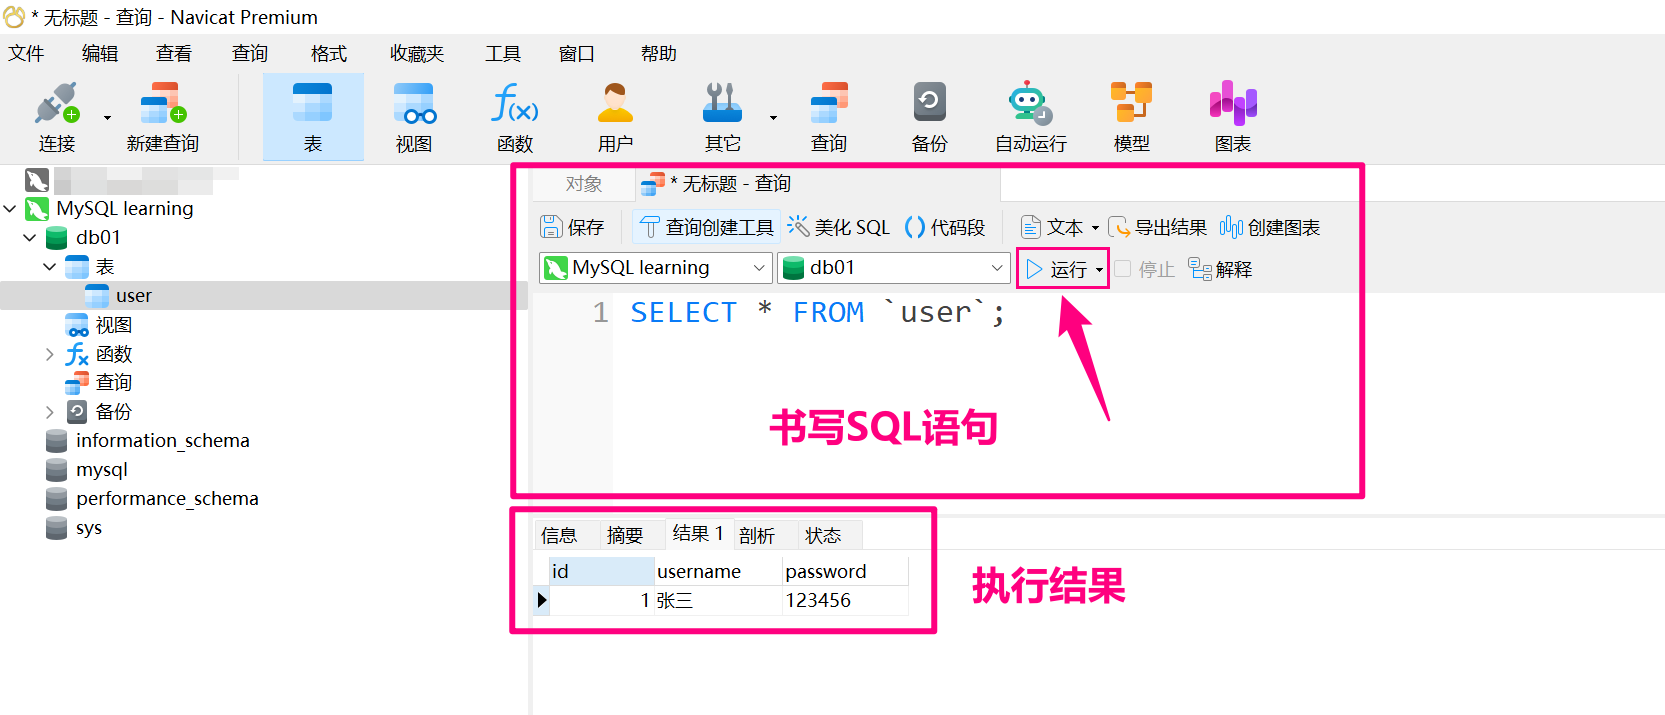 * 无标题 - 查询 - Navicat Premium
文件 编辑 查看 查询 格式 收藏夹 工具 窗口 帮助
连接 新建查询 表 视图 函数 用户 其它 查询 备份 自动运行 模型 图表
MySQL learning
db01
表
user
视图
函数
查询
备份
information_schema
mysql
performance_schema
sys
对象 * 无标题 - 查询
保存 查询创建工具 美化 SQL 代码段 文本 导出结果 创建图表
MySQL learning db01 运行 停止 解释
1 SELECT * FROM `user`;
书写SQL语句
信息 摘要 结果 1 剖析 状态
id username password
1 张三 123456
执行结果